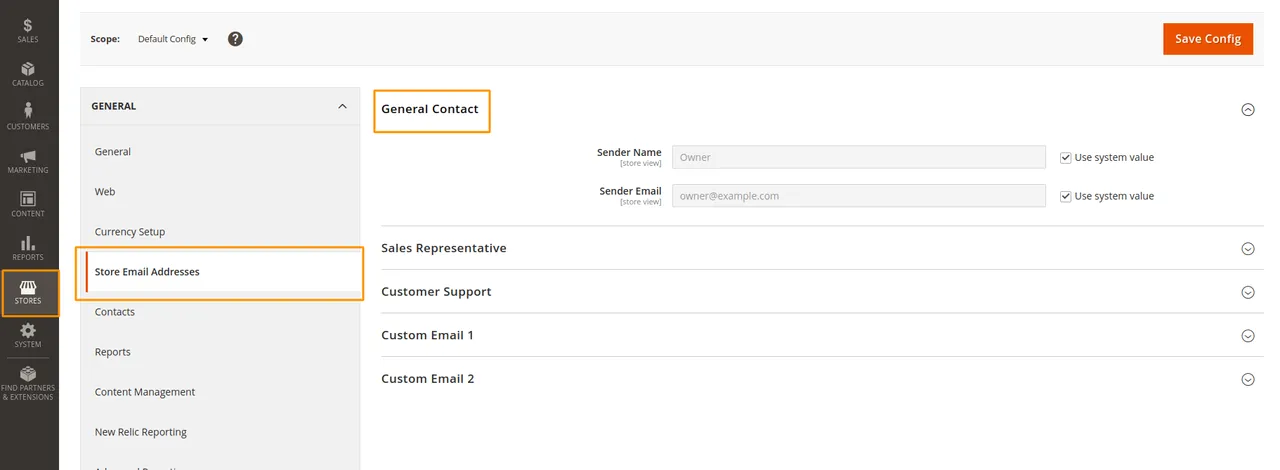 SALES
CATALOG
CUSTOMERS
MARKETING
CONTENT
REPORTS
STORES
SYSTEM
FIND PARTNERS
& EXTENSIONS
Scope: Default Config ?
Save Config
GENERAL
General
Web
Currency Setup
Store Email Addresses
Contacts
Reports
Content Management
New Relic Reporting
General Contact
Sender Name
[store view]
Owner
Use system value
Sender Email
[store view]
owner@example.com
Use system value
Sales Representative
Customer Support
Custom Email 1
Custom Email 2